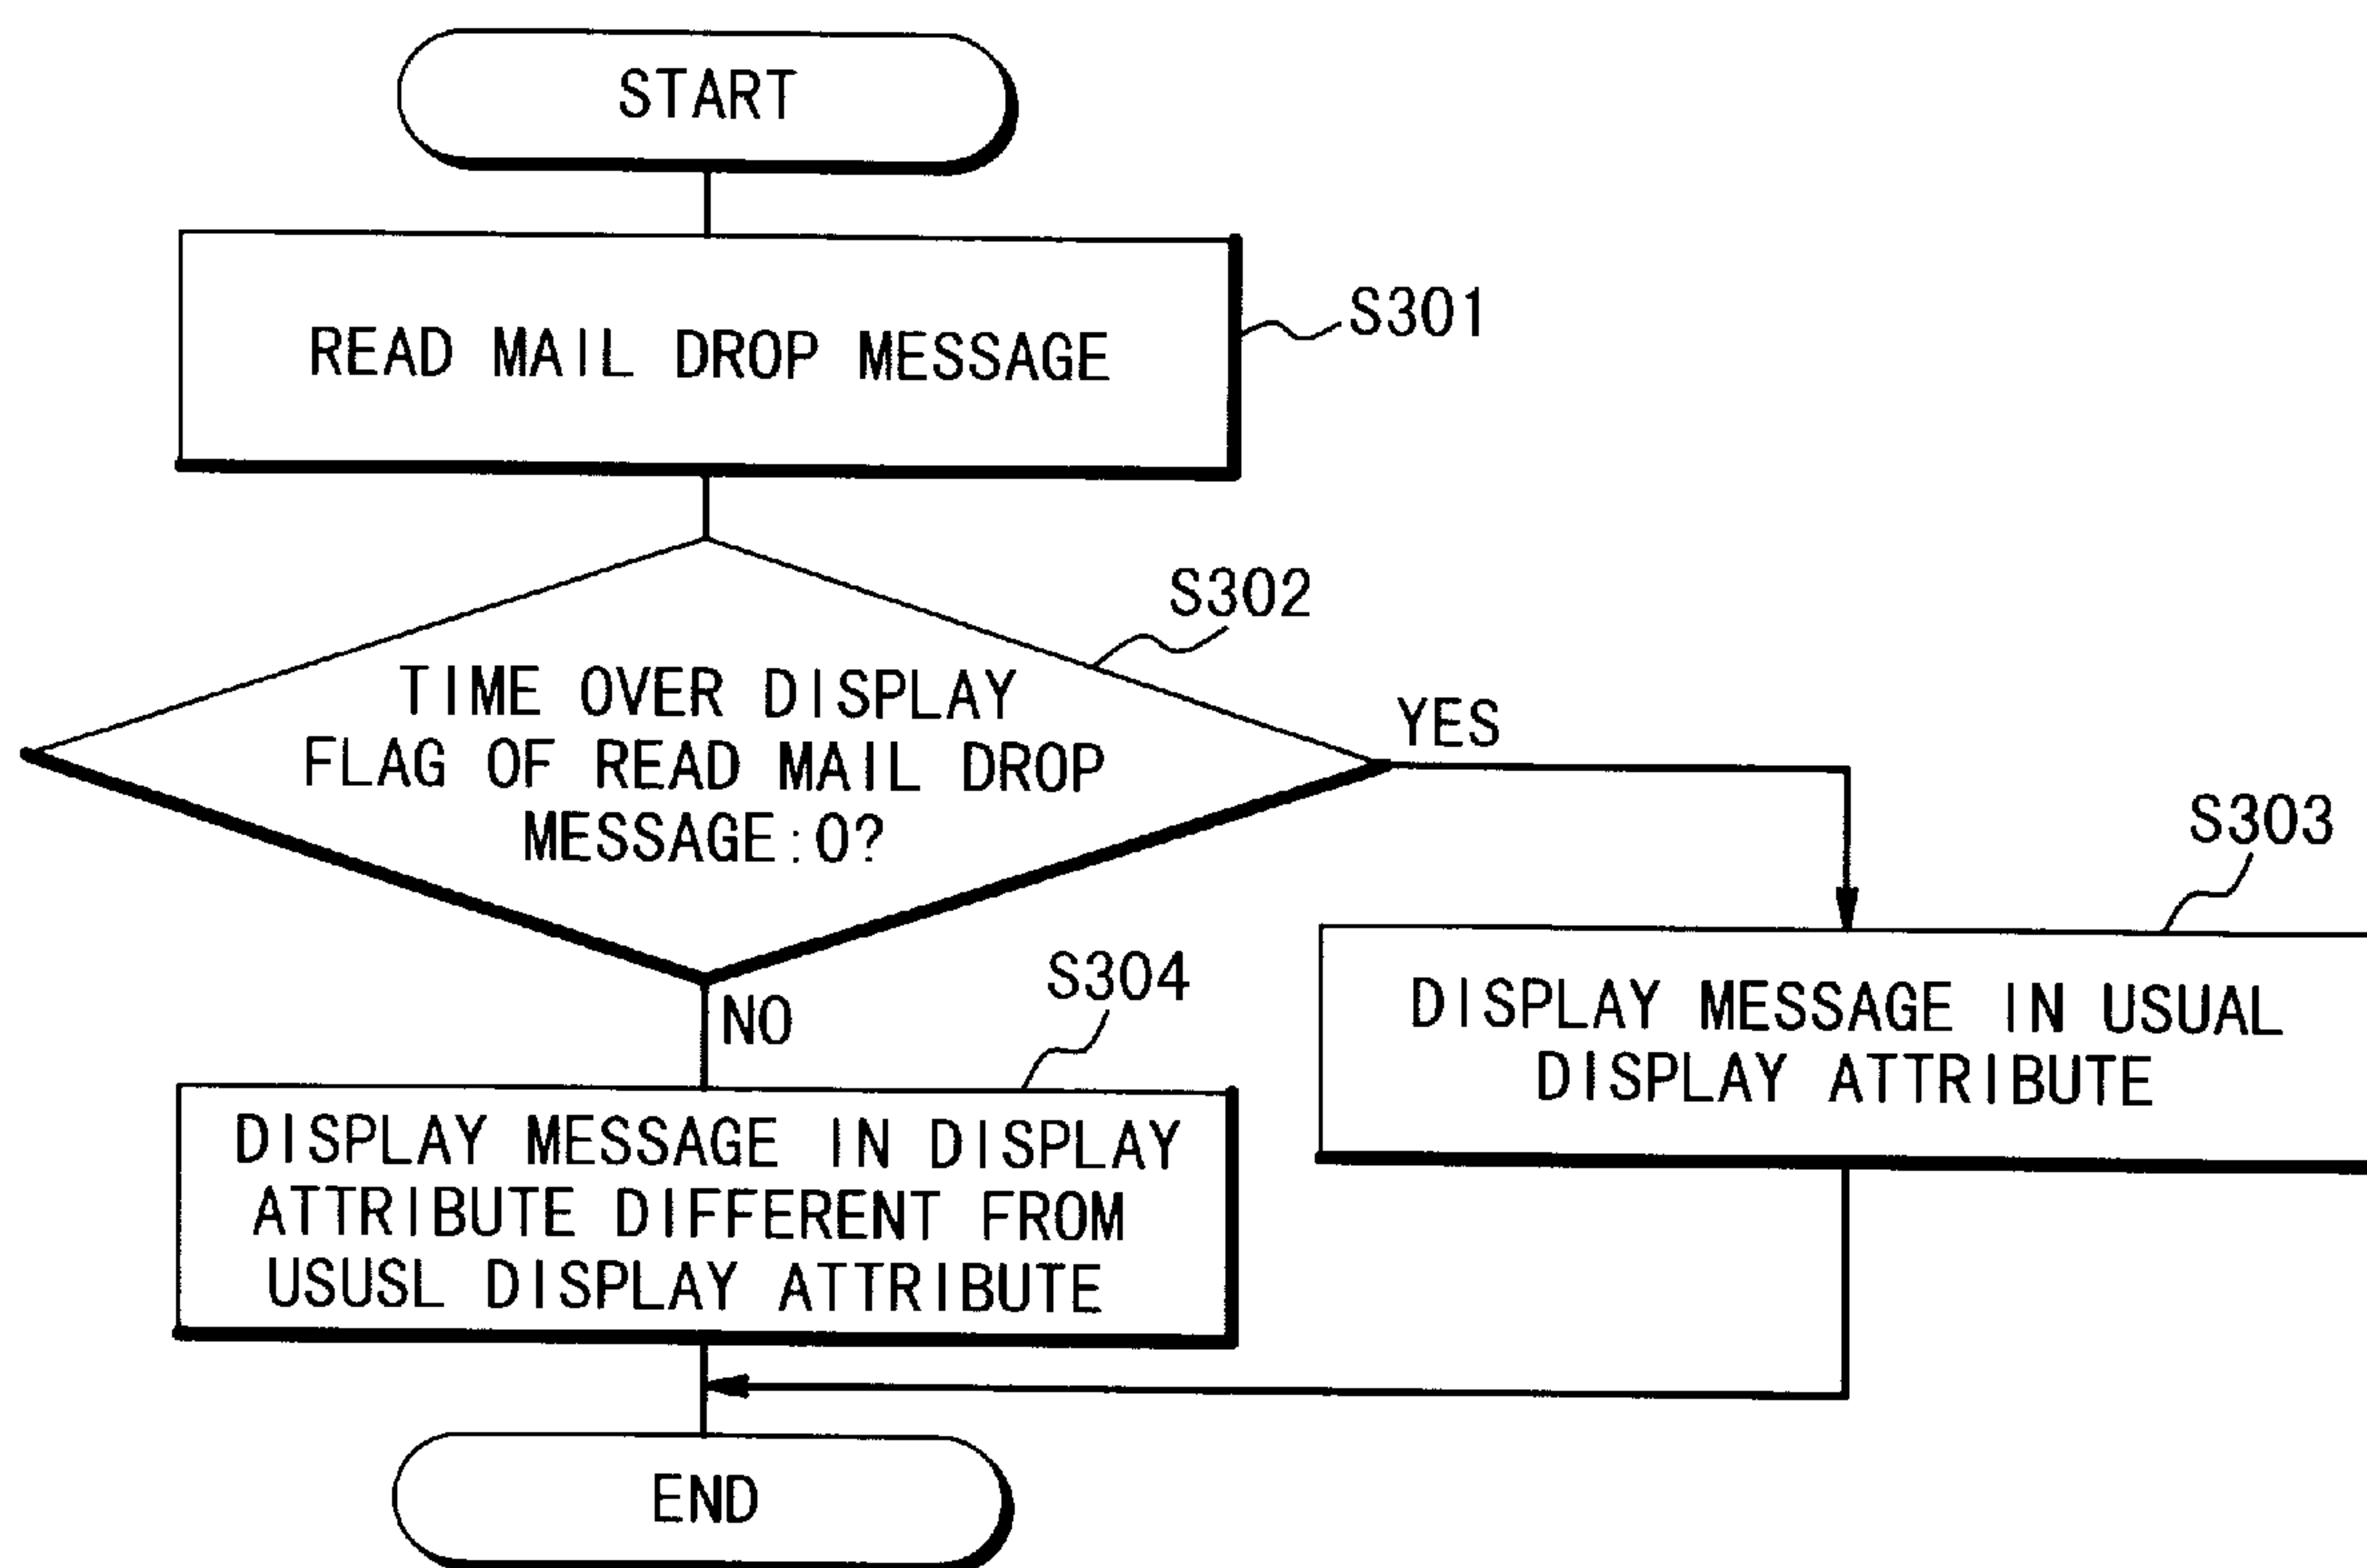 START
READ MAIL DROP MESSAGE
S301
S302
TIME OVER DISPLAY
FLAG OF READ MAIL DROP
MESSAGE:0?
YES
S303
DISPLAY MESSAGE IN USUAL
DISPLAY ATTRIBUTE
NO
S304
DISPLAY MESSAGE IN DISPLAY
ATTRIBUTE DIFFERENT FROM
USUSL DISPLAY ATTRIBUTE
END